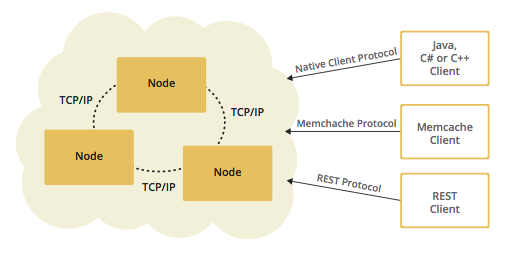 Node
TCP/IP
TCP/IP
Node
Node
TCP/IP
Native Client Protocol
Java,
C# or C++
Client
Memchache Protocol
Memcache
Client
REST Protocol
REST
Client